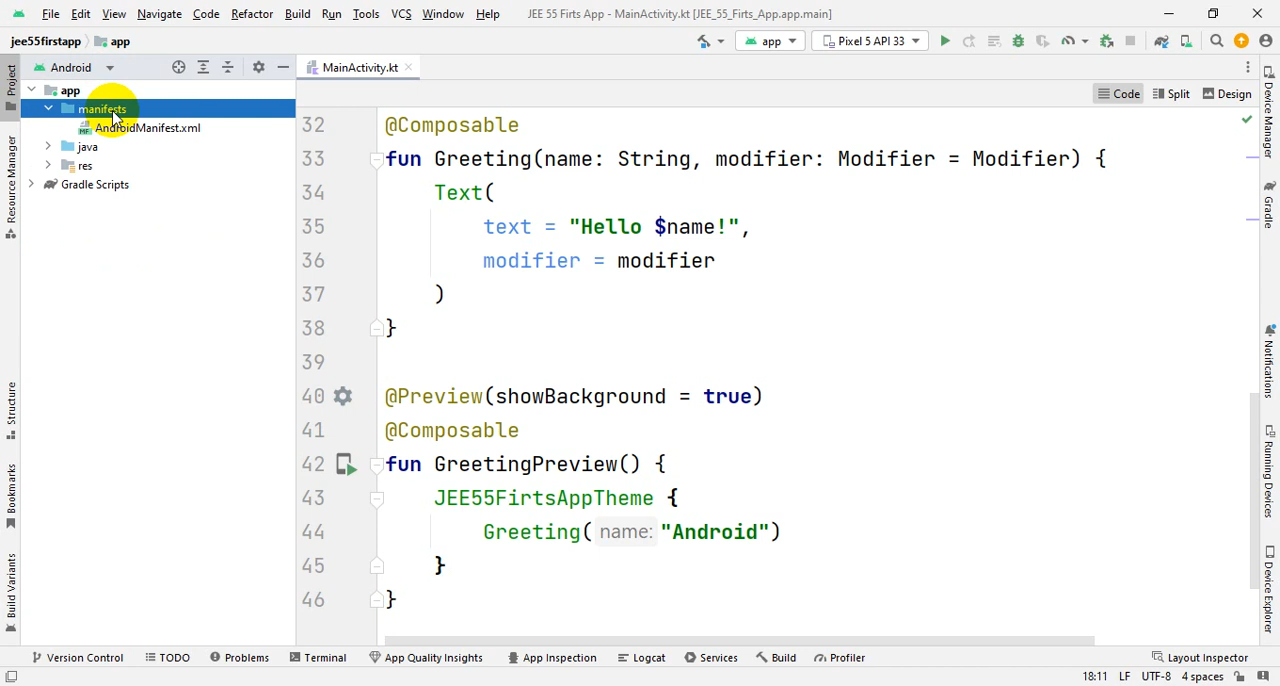 File Edit View Navigate Code Refactor Build Run Tools VCS Window Help JEE 55 Firts App - MainActivity.kt [JEE_55_Firts_App.app.main]
jee55firstapp app app Pixel 5 API 33
Android MainActivity.kt
Code Split Design
app
manifests
AndroidManifest.xml
java
res
Gradle Scripts
Project
Resource Manager
Structure
Bookmarks
Build Variants
32 @Composable
33 fun Greeting(name: String, modifier: Modifier = Modifier) {
34 Text(
35 text = "Hello $name!",
36 modifier = modifier
37 )
38 }
39
40 @Preview(showBackground = true)
41 @Composable
42 fun GreetingPreview() {
43 JEE55FirtsAppTheme {
44 Greeting( name: "Android")
45 }
46 }
Device Manager
Gradle
Notifications
Running Devices
Device Explorer
Version Control TODO Problems Terminal App Quality Insights App Inspection Logcat Services Build Profiler Layout Inspector
18:11 LF UTF-8 4 spaces